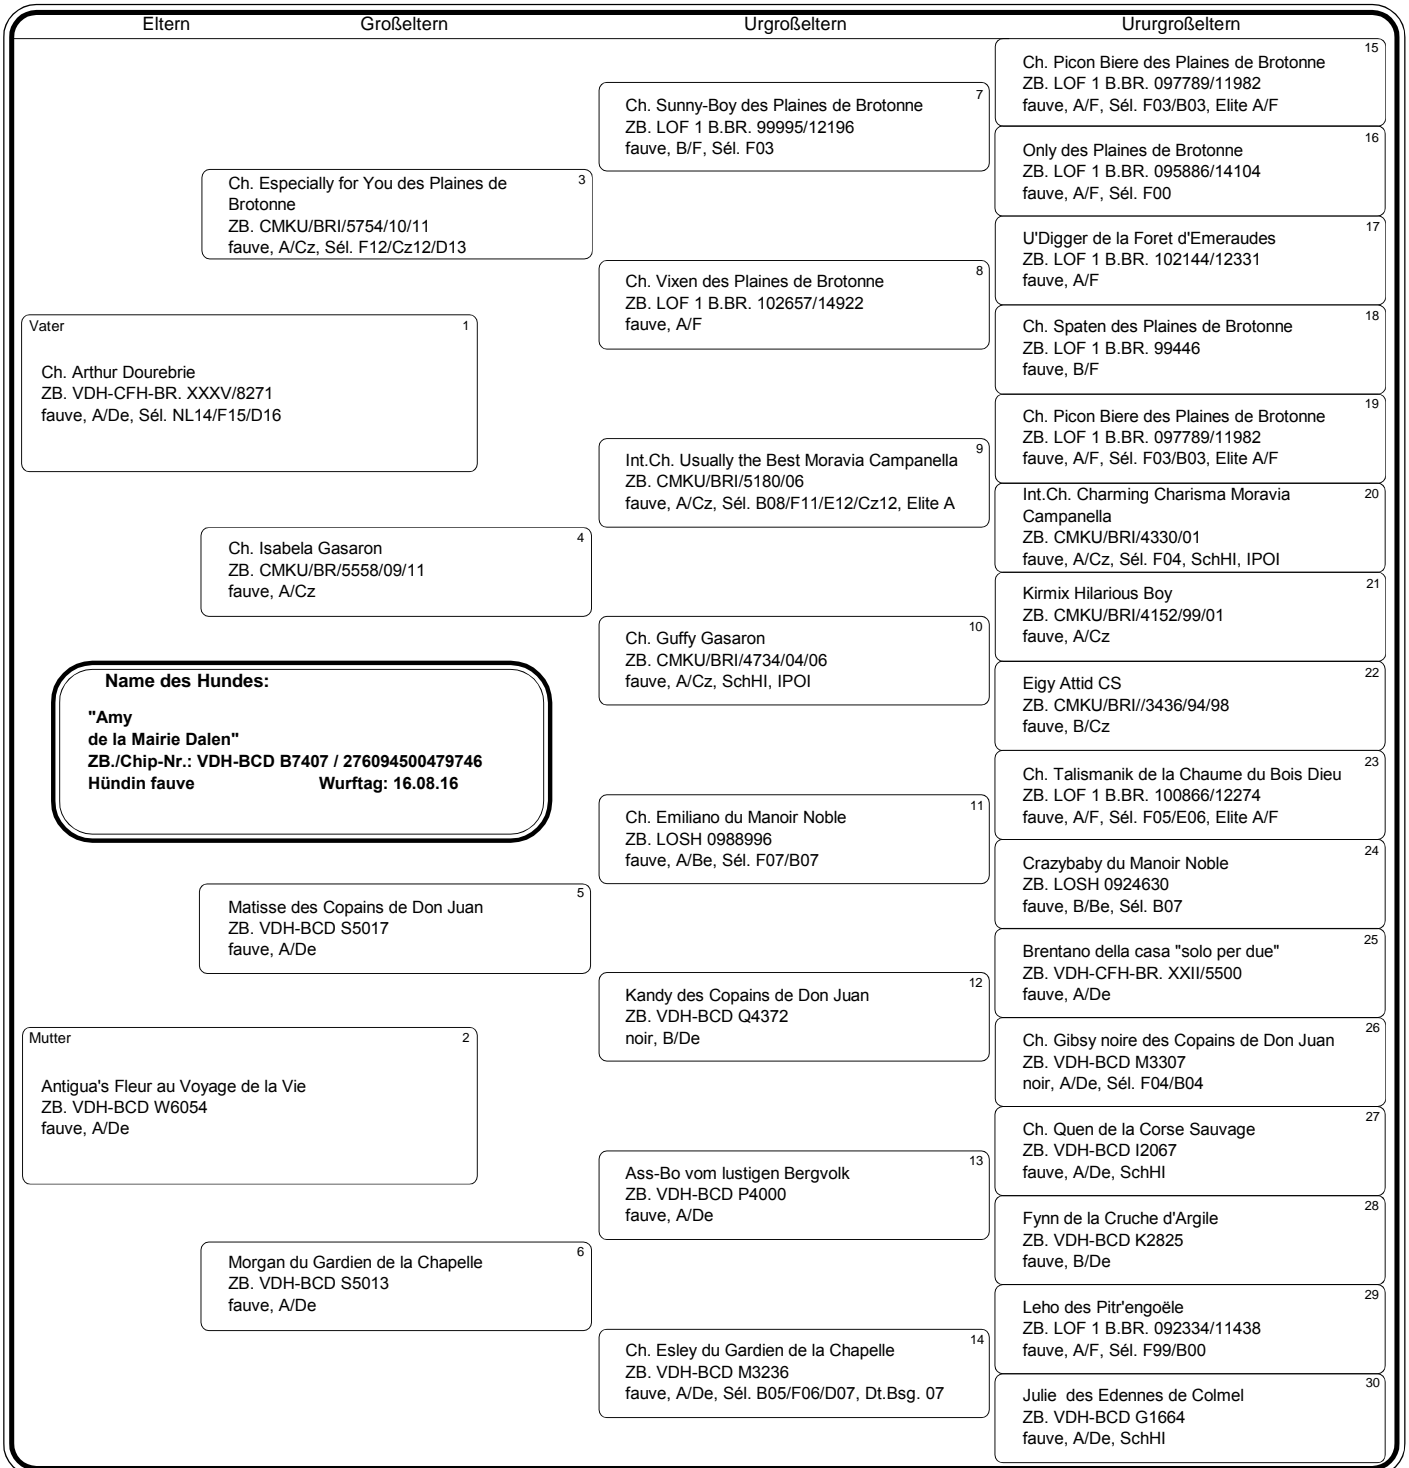 Eltern Großeltern Urgroßeltern Ururgroßeltern
Vater 1
Ch. Arthur Dourebrie
ZB. VDH-CFH-BR. XXXV/8271
fauve, A/De, Sél. NL14/F15/D16
Name des Hundes:
"Amy
de la Mairie Dalen"
ZB./Chip-Nr.: VDH-BCD B7407 / 276094500479746
Hündin fauve Wurftag: 16.08.16
Mutter 2
Antigua's Fleur au Voyage de la Vie
ZB. VDH-BCD W6054
fauve, A/De
3
Ch. Especially for You des Plaines de
Brotonne
ZB. CMKU/BRI/5754/10/11
fauve, A/Cz, Sél. F12/Cz12/D13
4
Ch. Isabela Gasaron
ZB. CMKU/BR/5558/09/11
fauve, A/Cz
5
Matisse des Copains de Don Juan
ZB. VDH-BCD S5017
fauve, A/De
6
Morgan du Gardien de la Chapelle
ZB. VDH-BCD S5013
fauve, A/De
7
Ch. Sunny-Boy des Plaines de Brotonne
ZB. LOF 1 B.BR. 99995/12196
fauve, B/F, Sél. F03
8
Ch. Vixen des Plaines de Brotonne
ZB. LOF 1 B.BR. 102657/14922
fauve, A/F
9
Int.Ch. Usually the Best Moravia Campanella
ZB. CMKU/BRI/5180/06
fauve, A/Cz, Sél. B08/F11/E12/Cz12, Elite A
10
Ch. Guffy Gasaron
ZB. CMKU/BRI/4734/04/06
fauve, A/Cz, SchHI, IPOI
11
Ch. Emiliano du Manoir Noble
ZB. LOSH 0988996
fauve, A/Be, Sél. F07/B07
12
Kandy des Copains de Don Juan
ZB. VDH-BCD Q4372
noir, B/De
13
Ass-Bo vom lustigen Bergvolk
ZB. VDH-BCD P4000
fauve, A/De
14
Ch. Esley du Gardien de la Chapelle
ZB. VDH-BCD M3236
fauve, A/De, Sél. B05/F06/D07, Dt.Bsg. 07
15
Ch. Picon Biere des Plaines de Brotonne
ZB. LOF 1 B.BR. 097789/11982
fauve, A/F, Sél. F03/B03, Elite A/F
16
Only des Plaines de Brotonne
ZB. LOF 1 B.BR. 095886/14104
fauve, A/F, Sél. F00
17
U'Digger de la Foret d'Emeraudes
ZB. LOF 1 B.BR. 102144/12331
fauve, A/F
18
Ch. Spaten des Plaines de Brotonne
ZB. LOF 1 B.BR. 99446
fauve, B/F
19
Ch. Picon Biere des Plaines de Brotonne
ZB. LOF 1 B.BR. 097789/11982
fauve, A/F, Sél. F03/B03, Elite A/F
20
Int.Ch. Charming Charisma Moravia
Campanella
ZB. CMKU/BRI/4330/01
fauve, A/Cz, Sél. F04, SchHI, IPOI
21
Kirmix Hilarious Boy
ZB. CMKU/BRI/4152/99/01
fauve, A/Cz
22
Eigy Attid CS
ZB. CMKU/BRI//3436/94/98
fauve, B/Cz
23
Ch. Talismanik de la Chaume du Bois Dieu
ZB. LOF 1 B.BR. 100866/12274
fauve, A/F, Sél. F05/E06, Elite A/F
24
Crazybaby du Manoir Noble
ZB. LOSH 0924630
fauve, B/Be, Sél. B07
25
Brentano della casa "solo per due"
ZB. VDH-CFH-BR. XXII/5500
fauve, A/De
26
Ch. Gibsy noire des Copains de Don Juan
ZB. VDH-BCD M3307
noir, A/De, Sél. F04/B04
27
Ch. Quen de la Corse Sauvage
ZB. VDH-BCD I2067
fauve, A/De, SchHI
28
Fynn de la Cruche d'Argile
ZB. VDH-BCD K2825
fauve, B/De
29
Leho des Pitr'engoële
ZB. LOF 1 B.BR. 092334/11438
fauve, A/F, Sél. F99/B00
30
Julie des Edennes de Colmel
ZB. VDH-BCD G1664
fauve, A/De, SchHI